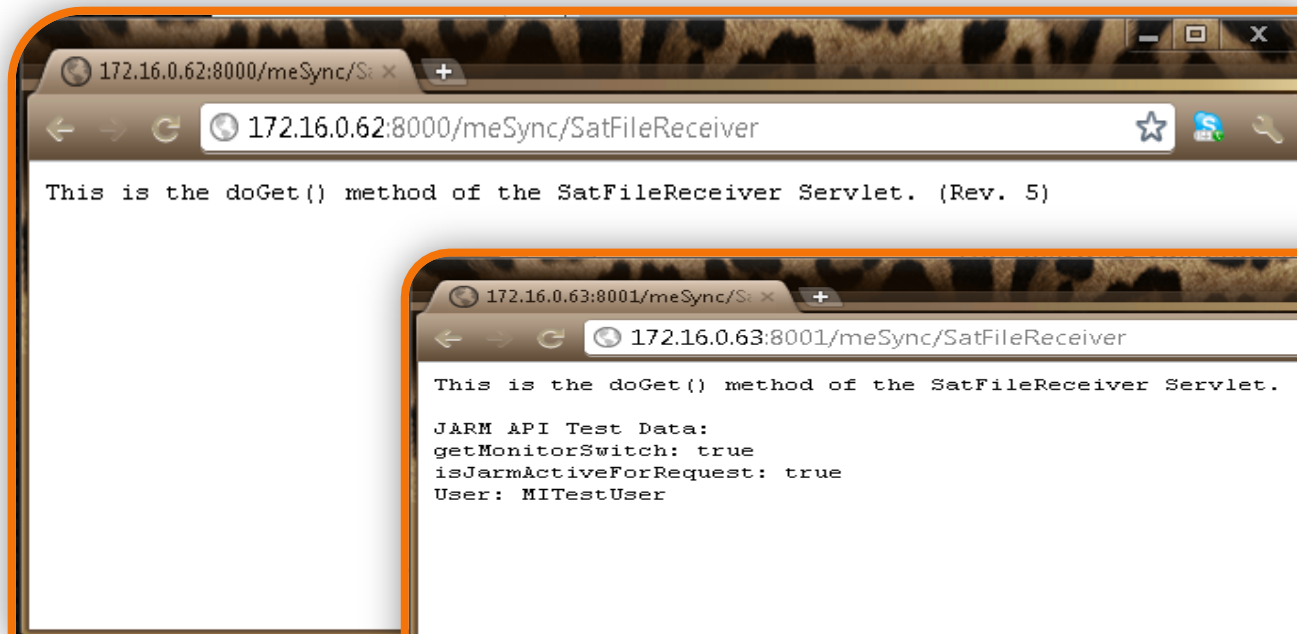 172.16.0.62:8000/meSync/Sa
172.16.0.62:8000/meSync/SatFileReceiver
This is the doGet() method of the SatFileReceiver Servlet. (Rev. 5)
172.16.0.63:8001/meSync/Sa
172.16.0.63:8001/meSync/SatFileReceiver
This is the doGet() method of the SatFileReceiver Servlet.
JARM API Test Data:
getMonitorSwitch: true
isJarmActiveForRequest: true
User: MITestUser